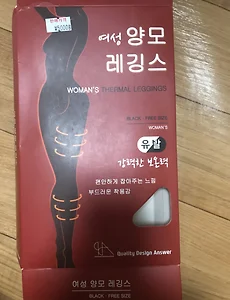 여성 양모
레깅스
WOMAN'S THERMAL LEGGINGS
BLACK · FREE SIZE
WOMAN'S
유발
강력한 보온력
편안하게 잡아주는 느낌
부드러운 착용감
Quality Design Answer
여성 양모 레깅스
BLACK · FREE SIZE